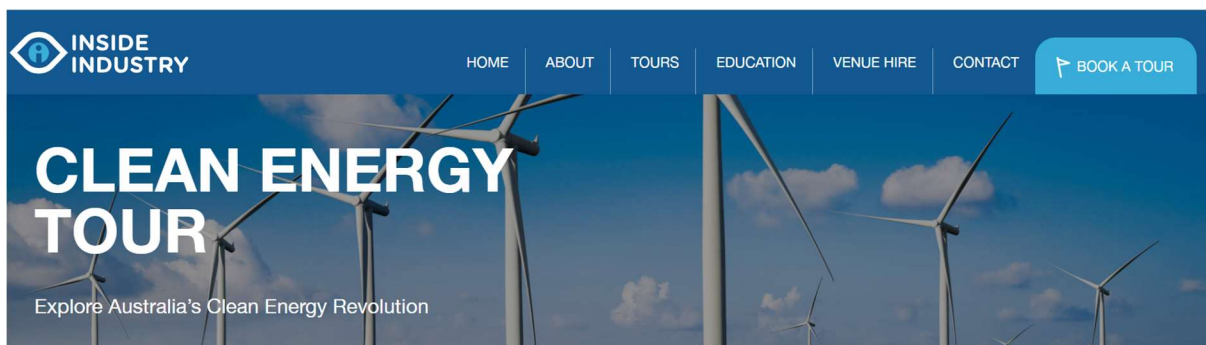 INSIDE
INDUSTRY
HOME ABOUT TOURS EDUCATION VENUE HIRE CONTACT BOOK A TOUR
CLEAN ENERGY
TOUR
Explore Australia's Clean Energy Revolution